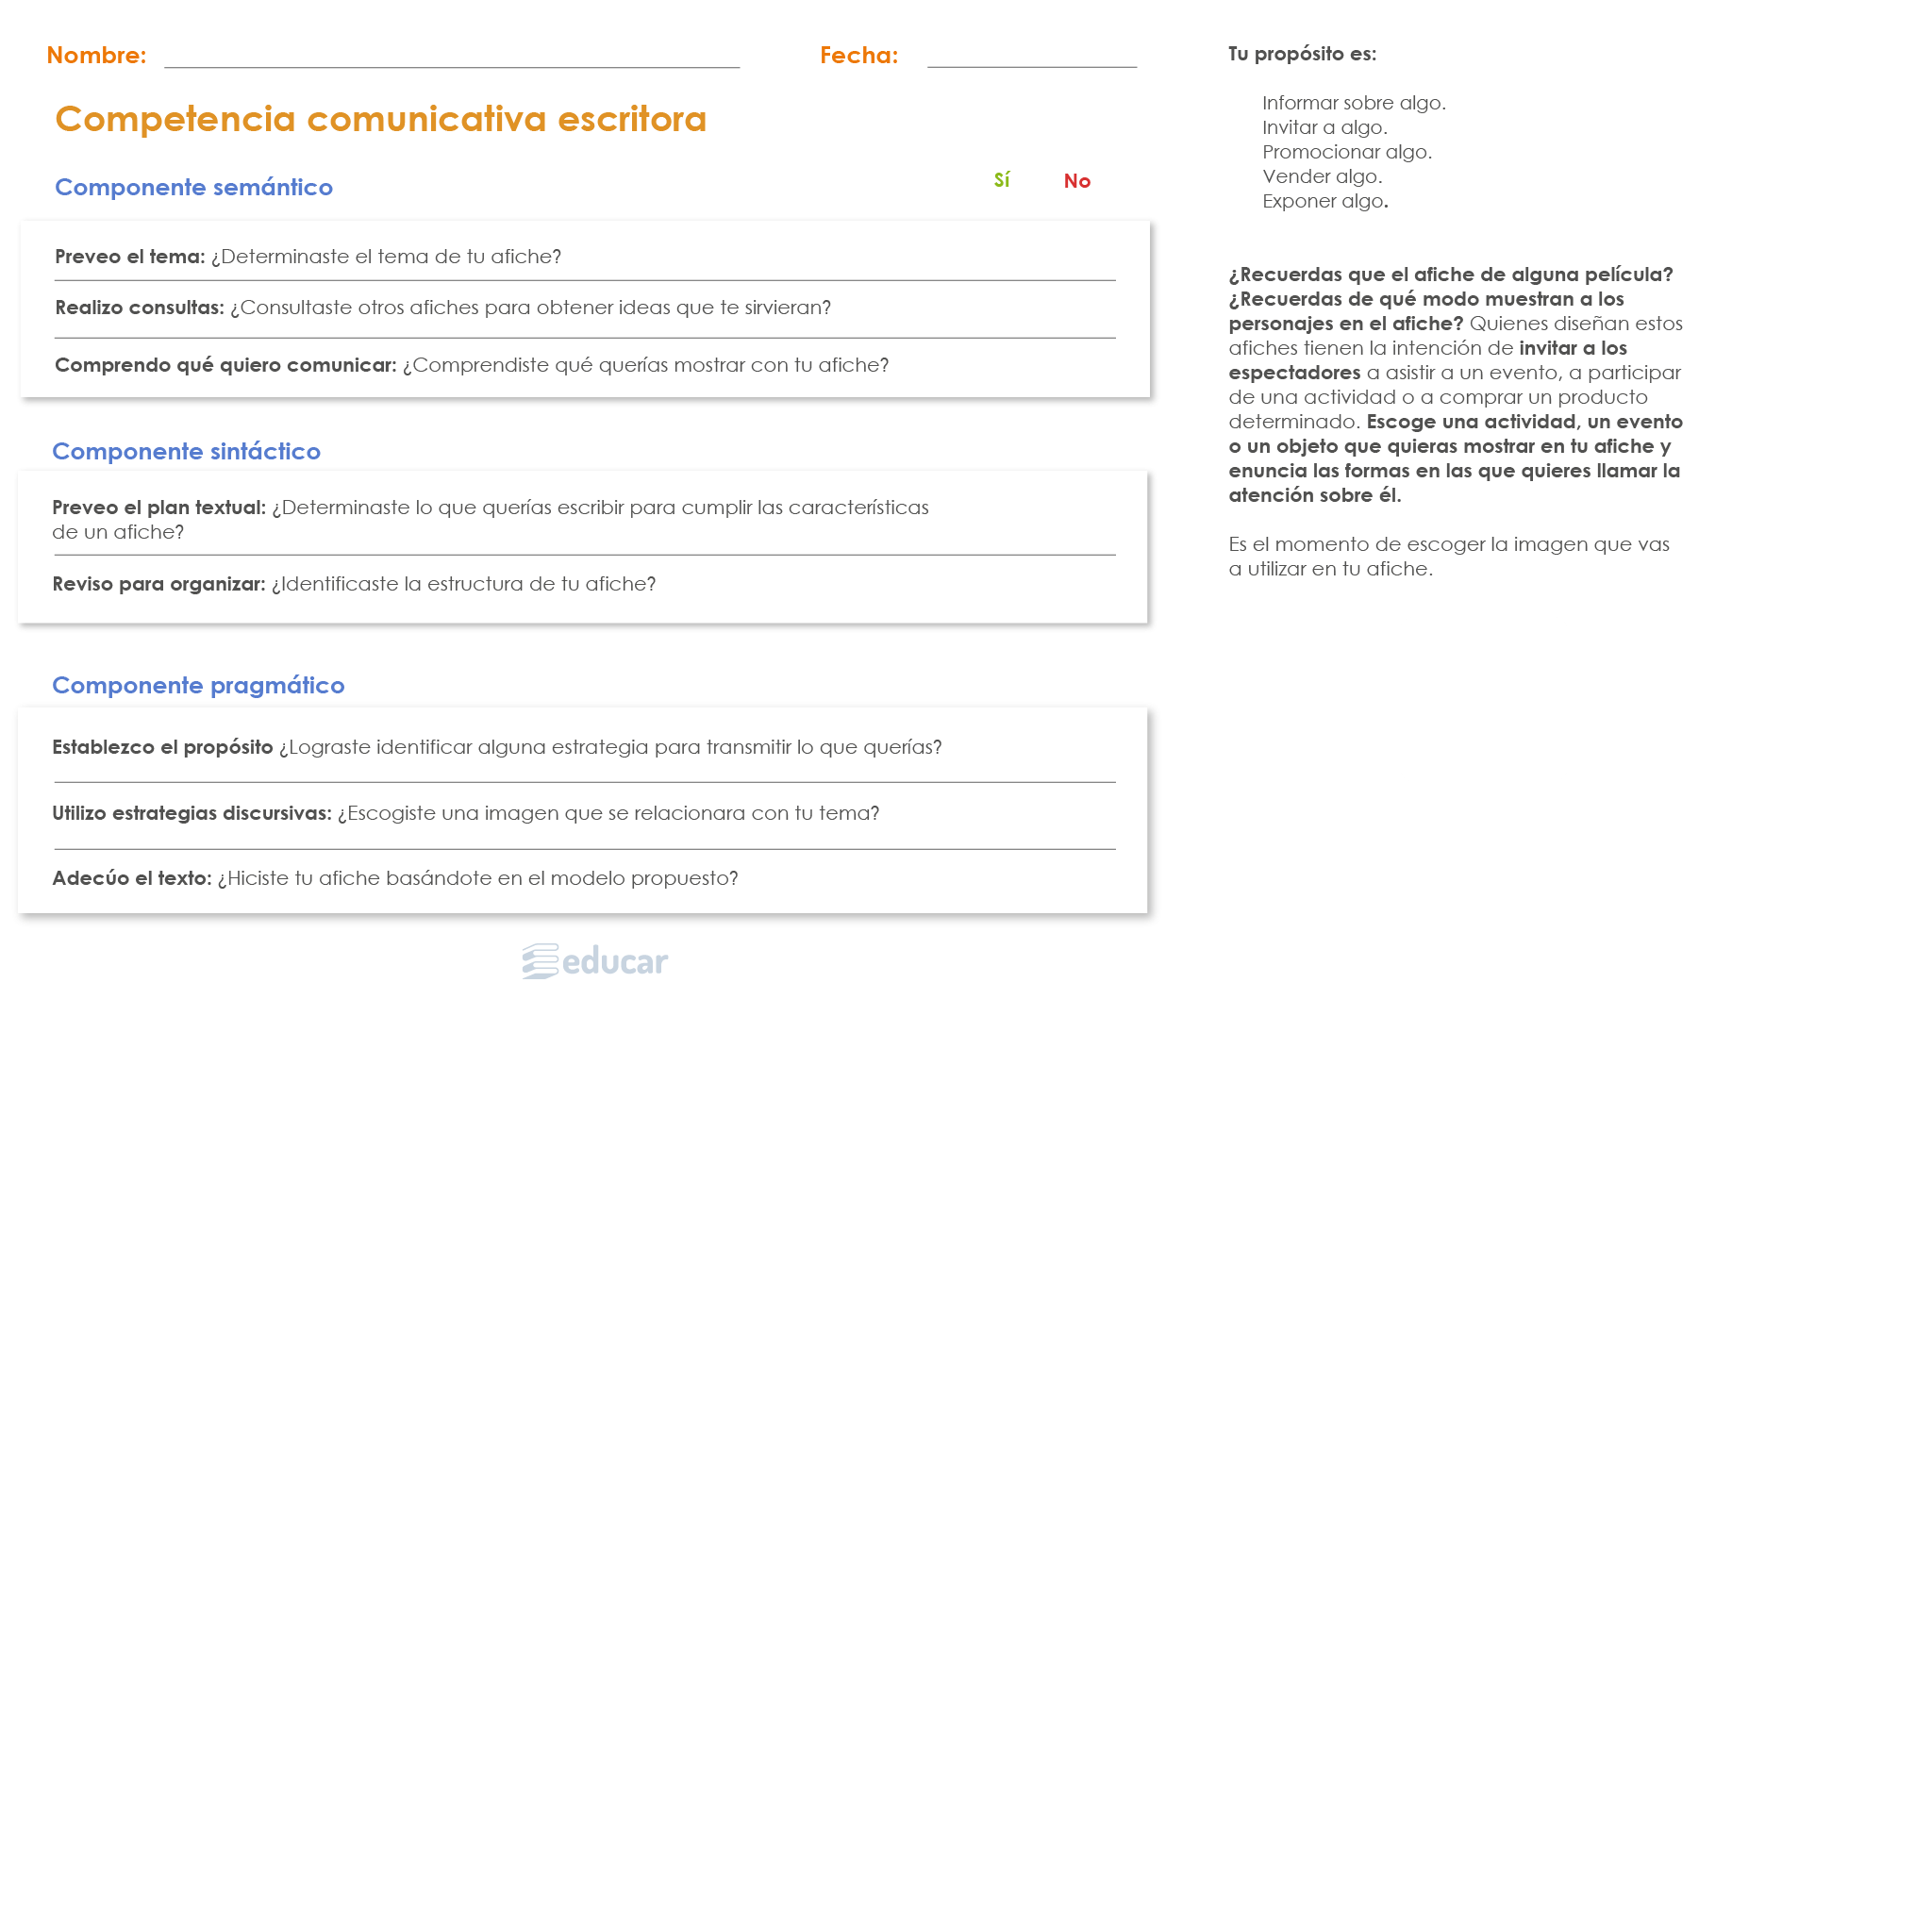 Nombre:
Fecha:
Competencia comunicativa escritora
Componente semántico
Sí
No
Preveo el tema: ¿Determinaste el tema de tu afiche?
Realizo consultas: ¿Consultaste otros afiches para obtener ideas que te sirvieran?
Comprendo qué quiero comunicar: ¿Comprendiste qué querías mostrar con tu afiche?
Componente sintáctico
Preveo el plan textual: ¿Determinaste lo que querías escribir para cumplir las características
de un afiche?
Reviso para organizar: ¿Identificaste la estructura de tu afiche?
Componente pragmático
Establezco el propósito ¿Lograste identificar alguna estrategia para transmitir lo que querías?
Utilizo estrategias discursivas: ¿Escogiste una imagen que se relacionara con tu tema?
Adecúo el texto: ¿Hiciste tu afiche basándote en el modelo propuesto?
educar
Tu propósito es:
Informar sobre algo.
Invitar a algo.
Promocionar algo.
Vender algo.
Exponer algo.
¿Recuerdas que el afiche de alguna película?
¿Recuerdas de qué modo muestran a los
personajes en el afiche? Quienes diseñan estos
afiches tienen la intención de invitar a los
espectadores a asistir a un evento, a participar
de una actividad o a comprar un producto
determinado. Escoge una actividad, un evento
o un objeto que quieras mostrar en tu afiche y
enuncia las formas en las que quieres llamar la
atención sobre él.
Es el momento de escoger la imagen que vas
a utilizar en tu afiche.